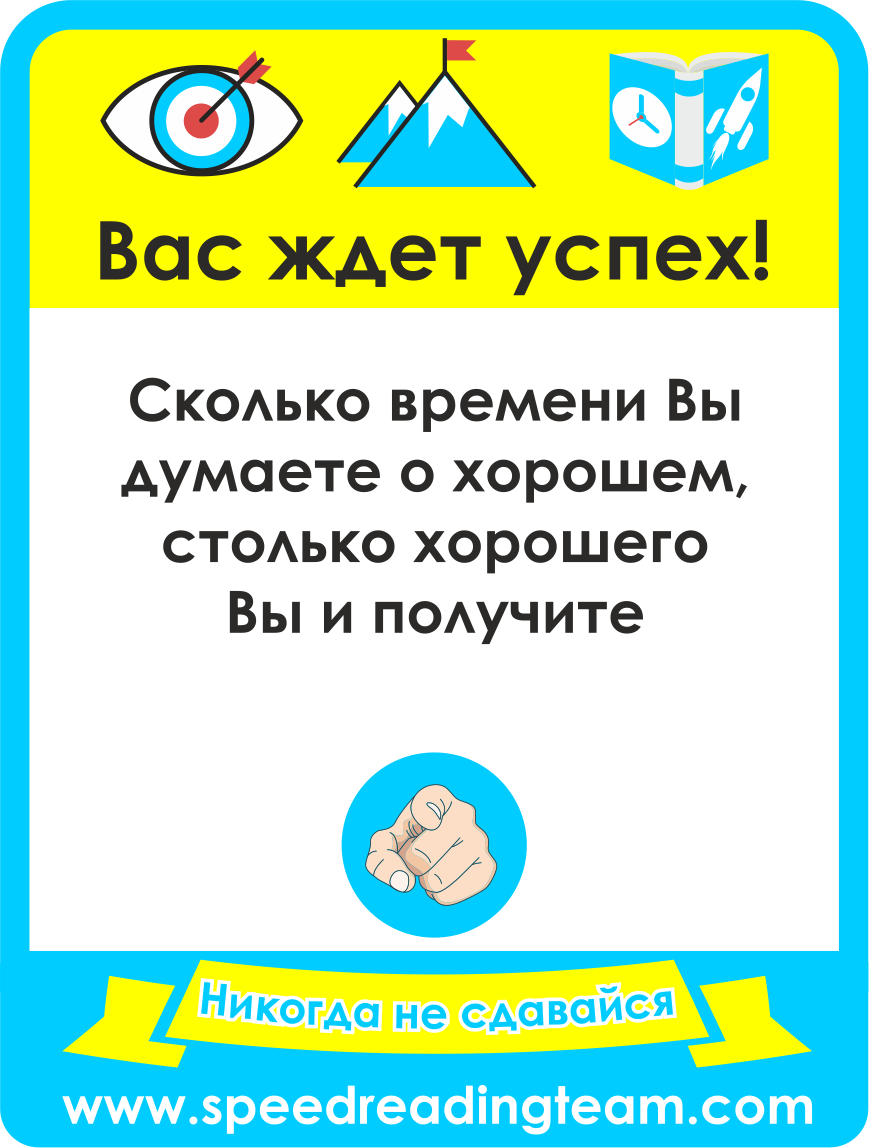 Вас ждет успех!
Сколько времени Вы
думаете о хорошем,
столько хорошего
Вы и получите
Никогда не сдавайся
www.speedreadingteam.com